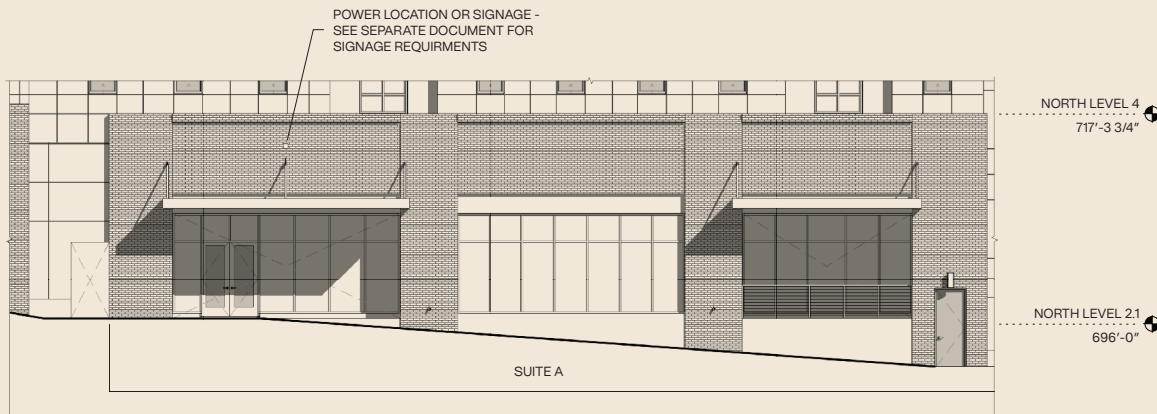 POWER LOCATION OR SIGNAGE -
SEE SEPARATE DOCUMENT FOR
SIGNAGE REQUIRMENTS
NORTH LEVEL 4
717'-3 3/4"
NORTH LEVEL 2.1
696'-0"
SUITE A